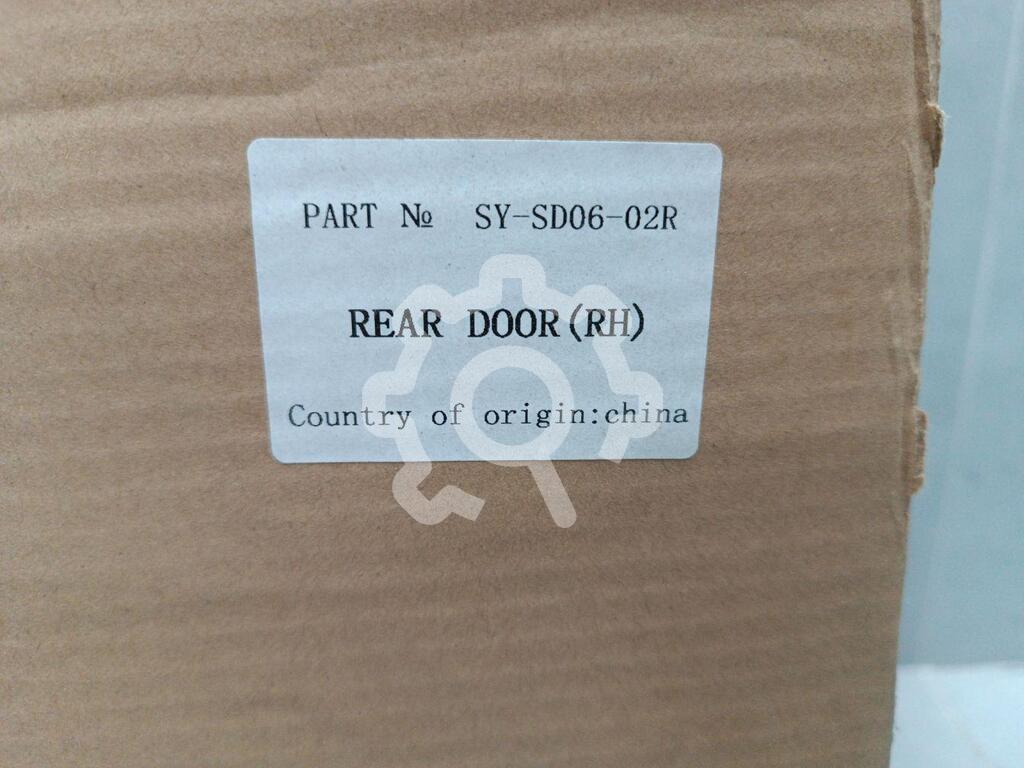 PART № SY-SD06-02R
REAR DOOR(RH)
Country of origin:china